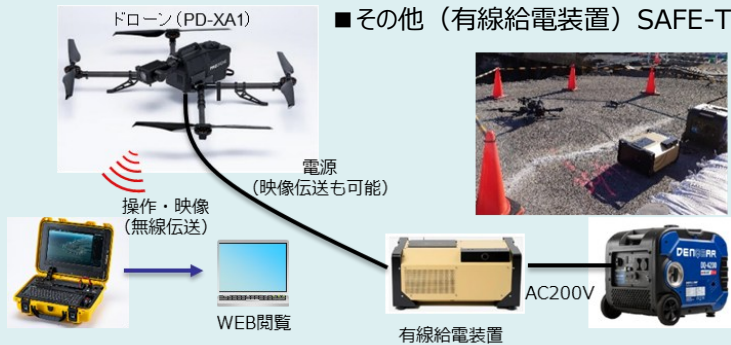 ドローン（PD-XA1）
■その他（有線給電装置）SAFE-T
電源
（映像伝送も可能）
操作・映像
（無線伝送）
WEB閲覧
有線給電装置
AC200V
DENGEAR